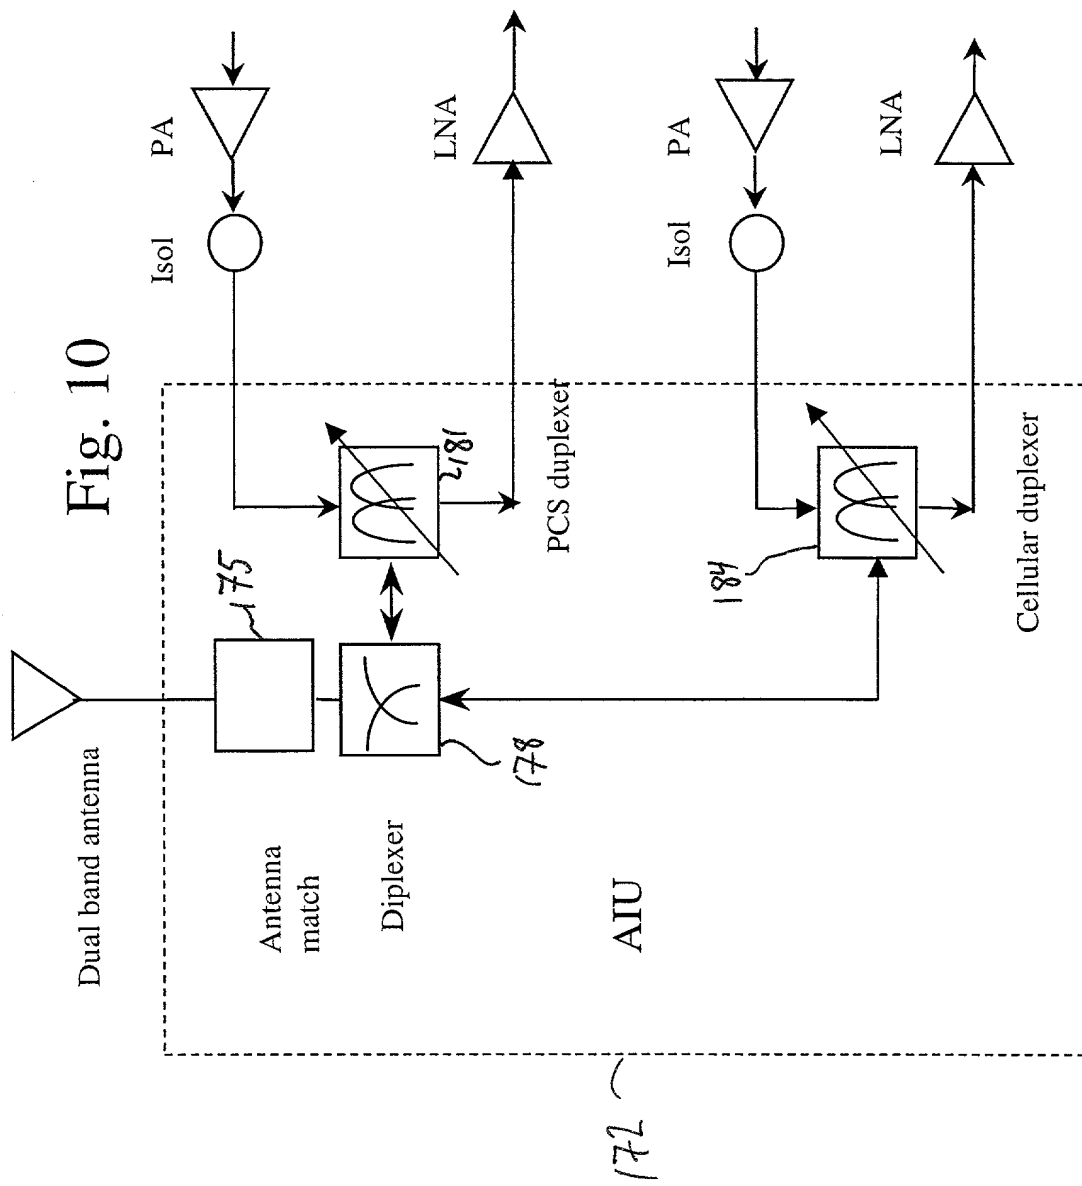 Fig. 10
Dual band antenna
Antenna
match
Diplexer
AIU
175
178
181
184
172
PCS duplexer
Cellular duplexer
Isol
PA
LNA
Isol
PA
LNA